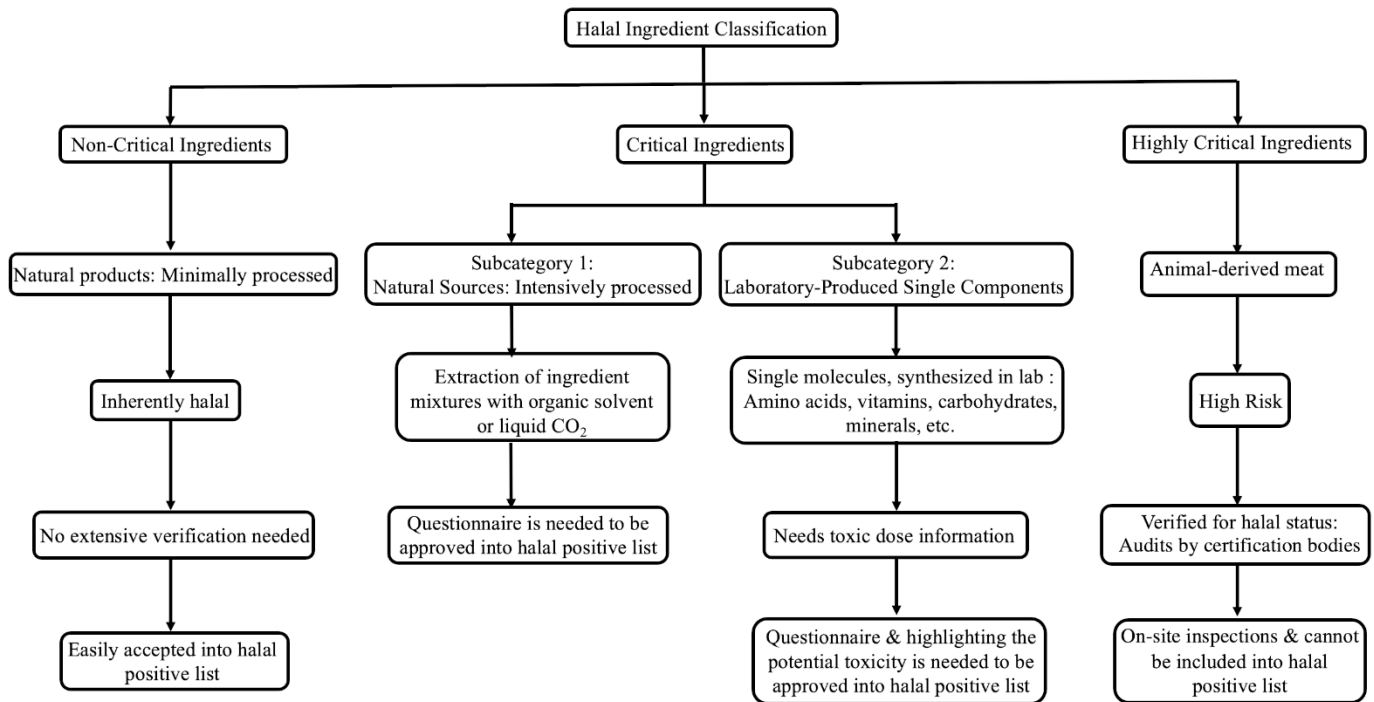 Halal Ingredient Classification
Non-Critical Ingredients
Critical Ingredients
Highly Critical Ingredients
Natural products: Minimally processed
Subcategory 1:
Natural Sources: Intensively processed
Subcategory 2:
Laboratory-Produced Single Components
Animal-derived meat
Inherently halal
Extraction of ingredient
mixtures with organic solvent
or liquid CO₂
Single molecules, synthesized in lab :
Amino acids, vitamins, carbohydrates,
minerals, etc.
High Risk
No extensive verification needed
Questionnaire is needed to be
approved into halal positive list
Needs toxic dose information
Verified for halal status:
Audits by certification bodies
Easily accepted into halal
positive list
Questionnaire & highlighting the
potential toxicity is needed to be
approved into halal positive list
On-site inspections & cannot
be included into halal
positive list